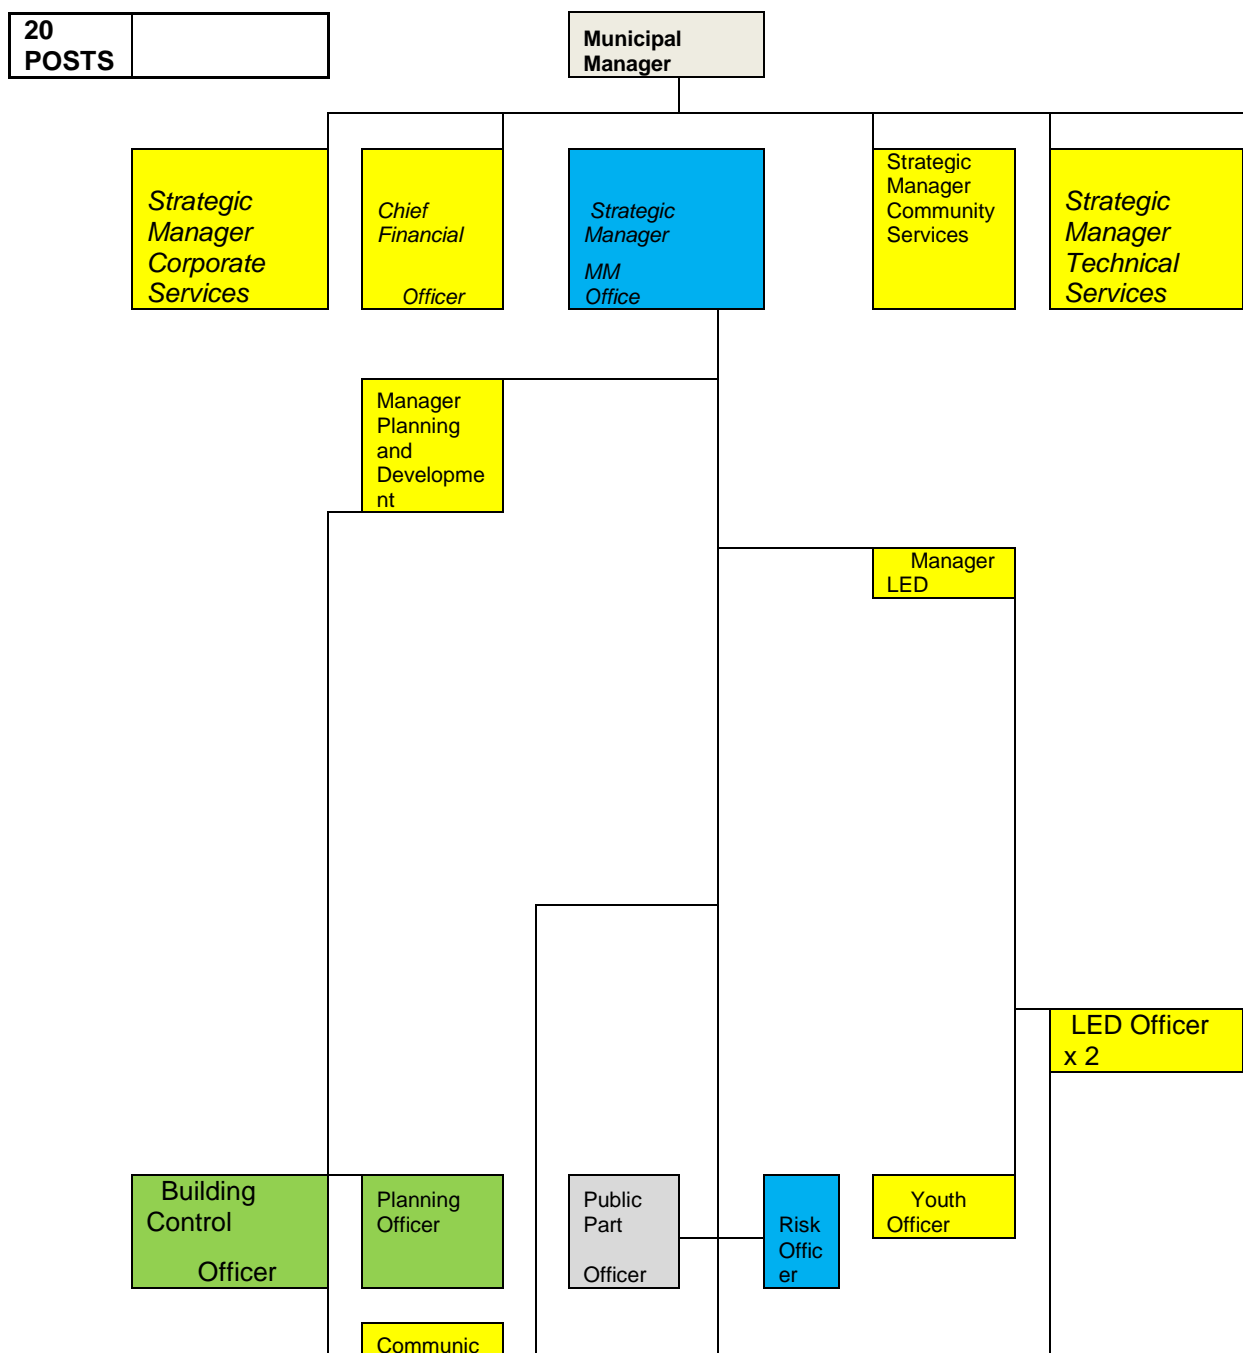 20
POSTS
Municipal
Manager
Strategic
Manager
Corporate
Services
Chief
Financial
Officer
Strategic
Manager
MM
Office
Strategic
Manager
Community
Services
Strategic
Manager
Technical
Services
Manager
Planning
and
Developme
nt
Manager
LED
LED Officer
x 2
Building
Control
Officer
Planning
Officer
Public
Part
Officer
Risk
Offic
er
Youth
Officer
Communic